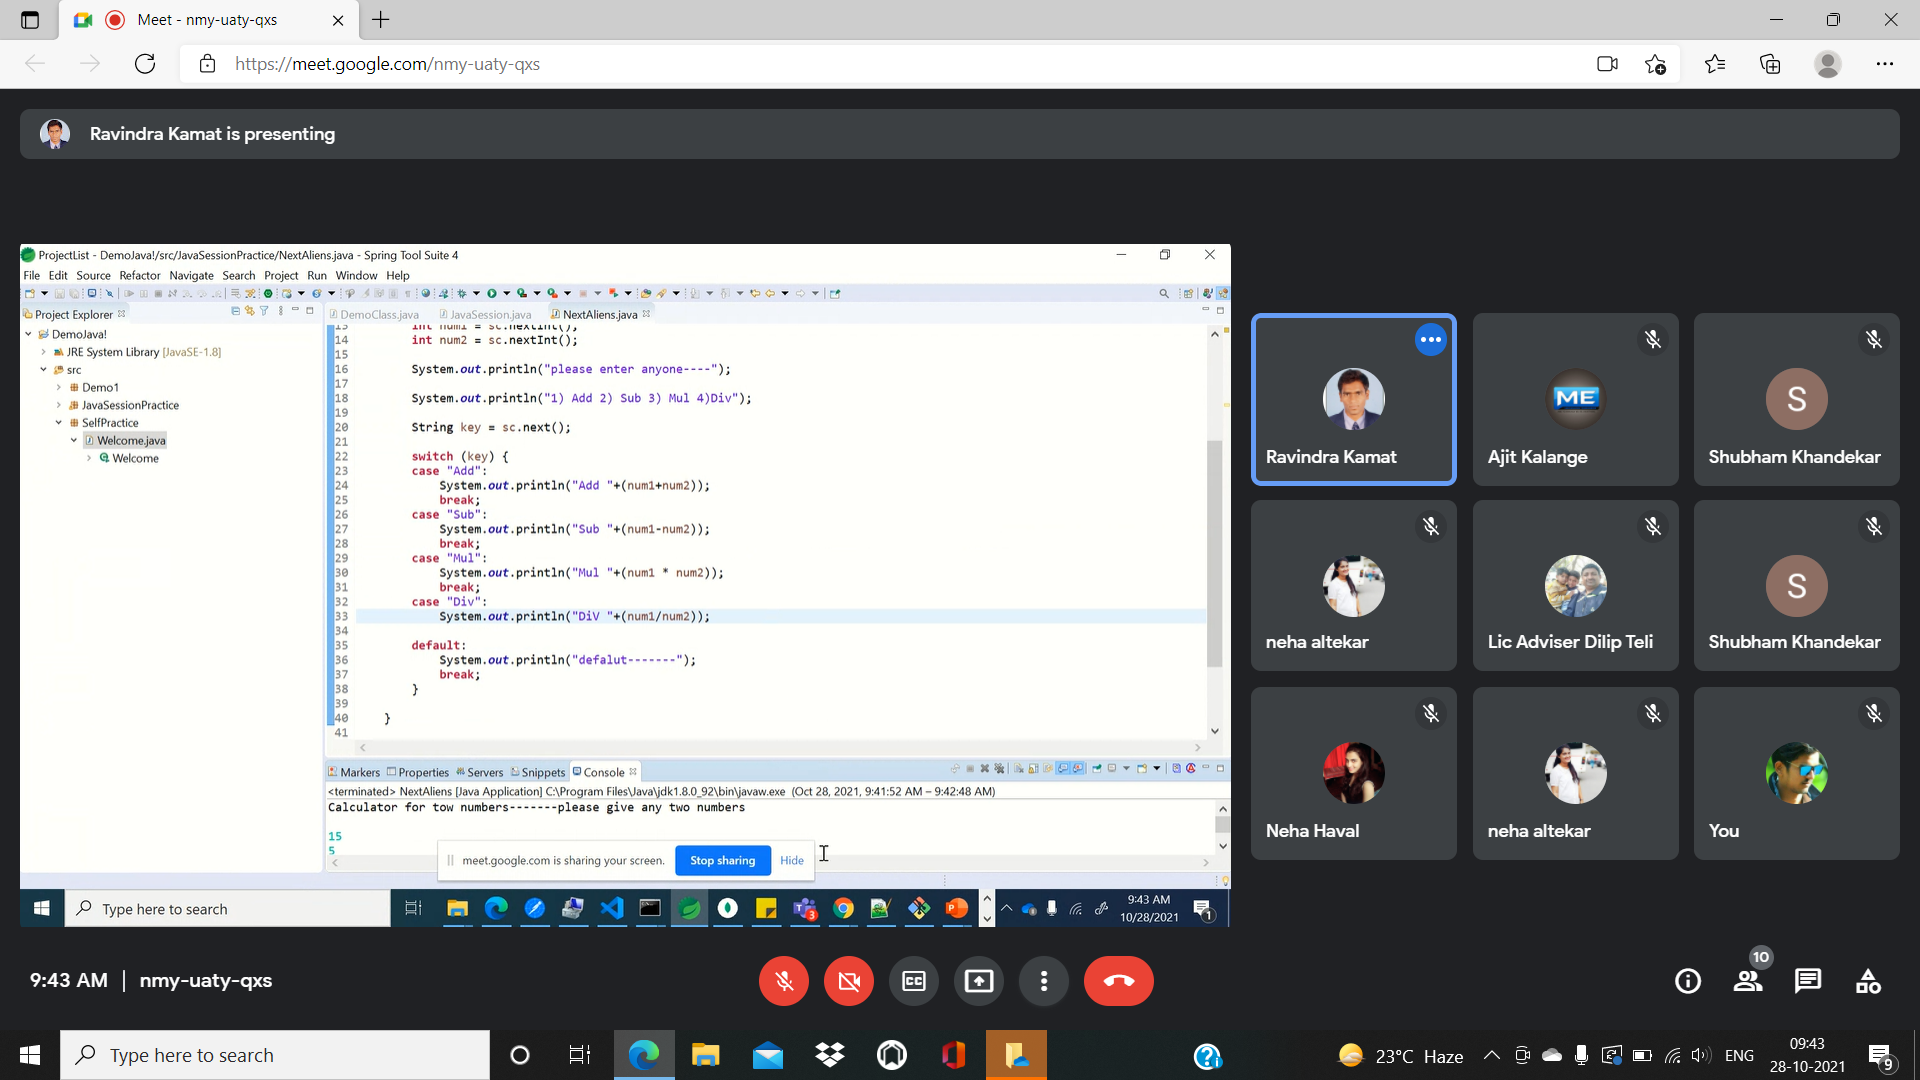 Meet - nmy-uaty-qxs
https://meet.google.com/nmy-uaty-qxs
Ravindra Kamat is presenting
ProjectList - DemoJava!/src/JavaSessionPractice/NextAliens.java - Spring Tool Suite 4
File Edit Source Refactor Navigate Search Project Run Window Help
Project Explorer
DemoClass.java JavaSession.java NextAliens.java
DemoJava!
JRE System Library [JavaSE-1.8]
src
Demo1
JavaSessionPractice
SelfPractice
Welcome.java
Welcome
13 int num1 = sc.nextInt();
14 int num2 = sc.nextInt();
15
16 System.out.println("please enter anyone----");
17
18 System.out.println("1) Add 2) Sub 3) Mul 4)Div");
19
20 String key = sc.next();
21
22 switch (key) {
23 case "Add":
24 System.out.println("Add "+(num1+num2));
25 break;
26 case "Sub":
27 System.out.println("Sub "+(num1-num2));
28 break;
29 case "Mul":
30 System.out.println("Mul "+(num1 * num2));
31 break;
32 case "Div":
33 System.out.println("DiV "+(num1/num2));
34
35 default:
36 System.out.println("defalut-------");
37 break;
38 }
39
40 }
41
Markers Properties Servers Snippets Console
<terminated> NextAliens [Java Application] C:\Program Files\Java\jdk1.8.0_92\bin\javaw.exe (Oct 28, 2021, 9:41:52 AM – 9:42:48 AM)
Calculator for tow numbers-------please give any two numbers
15
5
meet.google.com is sharing your screen. Stop sharing Hide
Type here to search
3
9:43 AM
10/28/2021
1
Ravindra Kamat
ME
Ajit Kalange
S
Shubham Khandekar
neha altekar
Lic Adviser Dilip Teli
S
Shubham Khandekar
Neha Haval
neha altekar
You
9:43 AM | nmy-uaty-qxs
CC
10
Type here to search
23°C Haze
ENG
09:43
28-10-2021
9